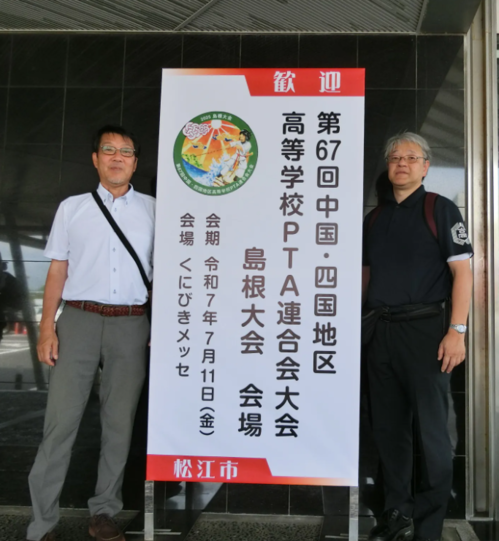 歓迎
第67回中国・四国地区
高等学校PTA連合会大会
島根大会 会場
会期 令和7年7月11日(金)
会場 くにびきメッセ
松江市